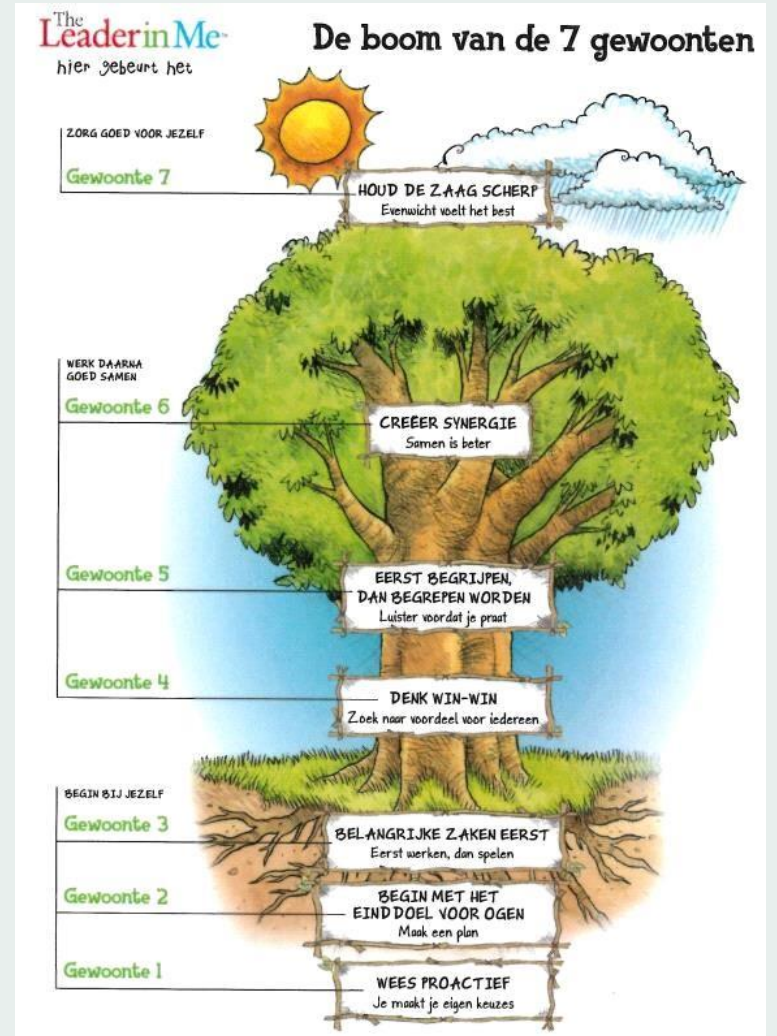 The
Leader in Me™
hier gebeurt het
De boom van de 7 gewoonten
ZORG GOED VOOR JEZELF
Gewoonte 7
HOUD DE ZAAG SCHERP
Evenwicht voelt het best
WERK DAARNA
GOED SAMEN
Gewoonte 6
CREËER SYNERGIE
Samen is beter
Gewoonte 5
EERST BEGRIJPEN,
DAN BEGREPEN WORDEN
Luister voordat je praat
Gewoonte 4
DENK WIN-WIN
Zoek naar voordeel voor iedereen
BEGIN BIJ JEZELF
Gewoonte 3
BELANGRIJKE ZAKEN EERST
Eerst werken, dan spelen
Gewoonte 2
BEGIN MET HET
EINDDOEL VOOR OGEN
Maak een plan
Gewoonte 1
WEES PROACTIEF
Je maakt je eigen keuzes